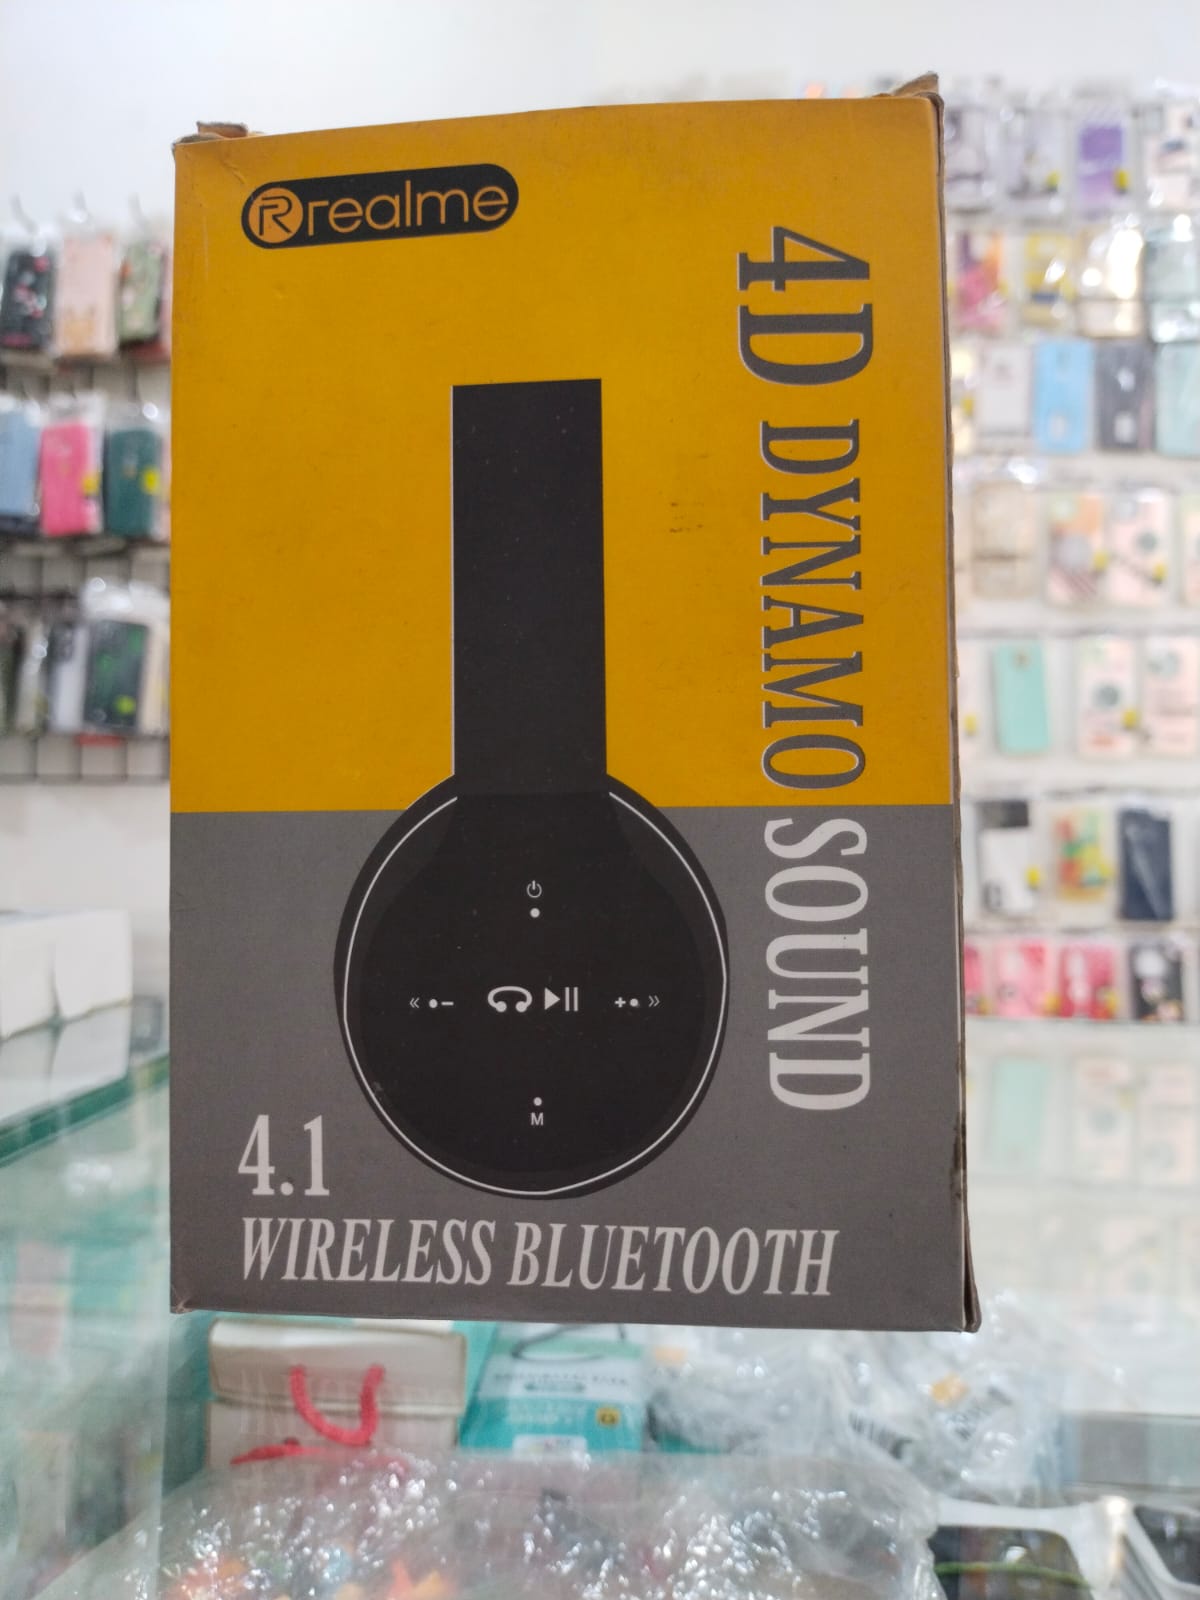 R realme
4D DYNAMO SOUND
M
4.1
WIRELESS BLUETOOTH